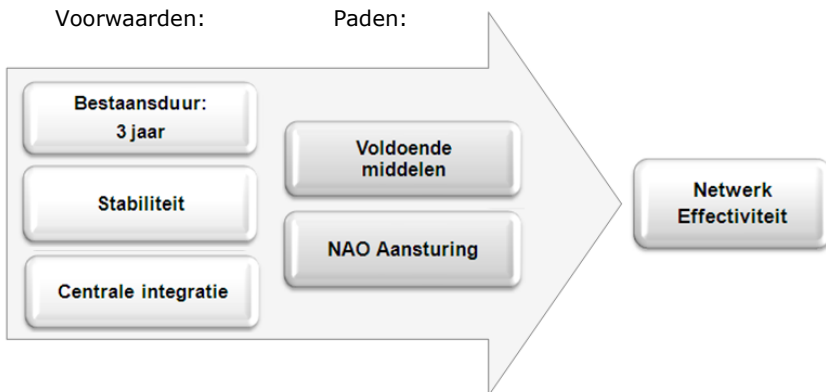 Voorwaarden:
Paden:
Bestaansduur:
3 jaar
Stabiliteit
Centrale integratie
Voldoende
middelen
NAO Aansturing
Netwerk
Effectiviteit